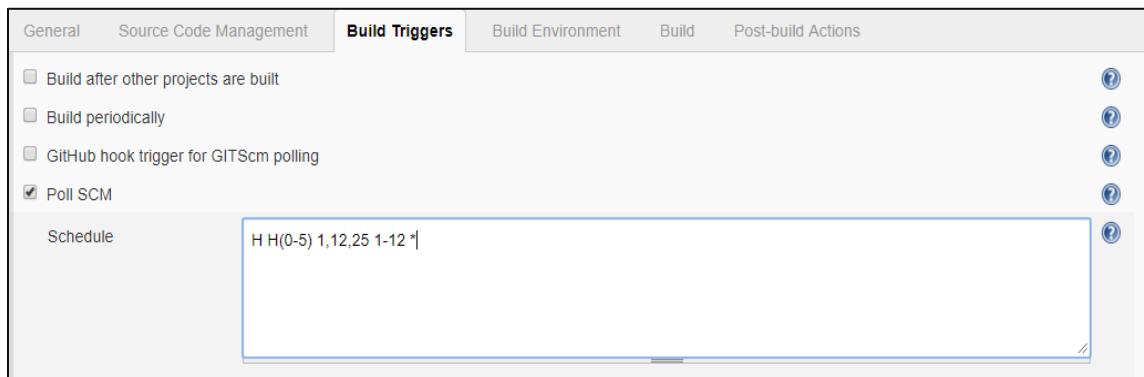 General Source Code Management Build Triggers Build Environment Build Post-build Actions
Build after other projects are built
Build periodically
GitHub hook trigger for GITScm polling
Poll SCM
Schedule H H(0-5) 1,12,25 1-12 *